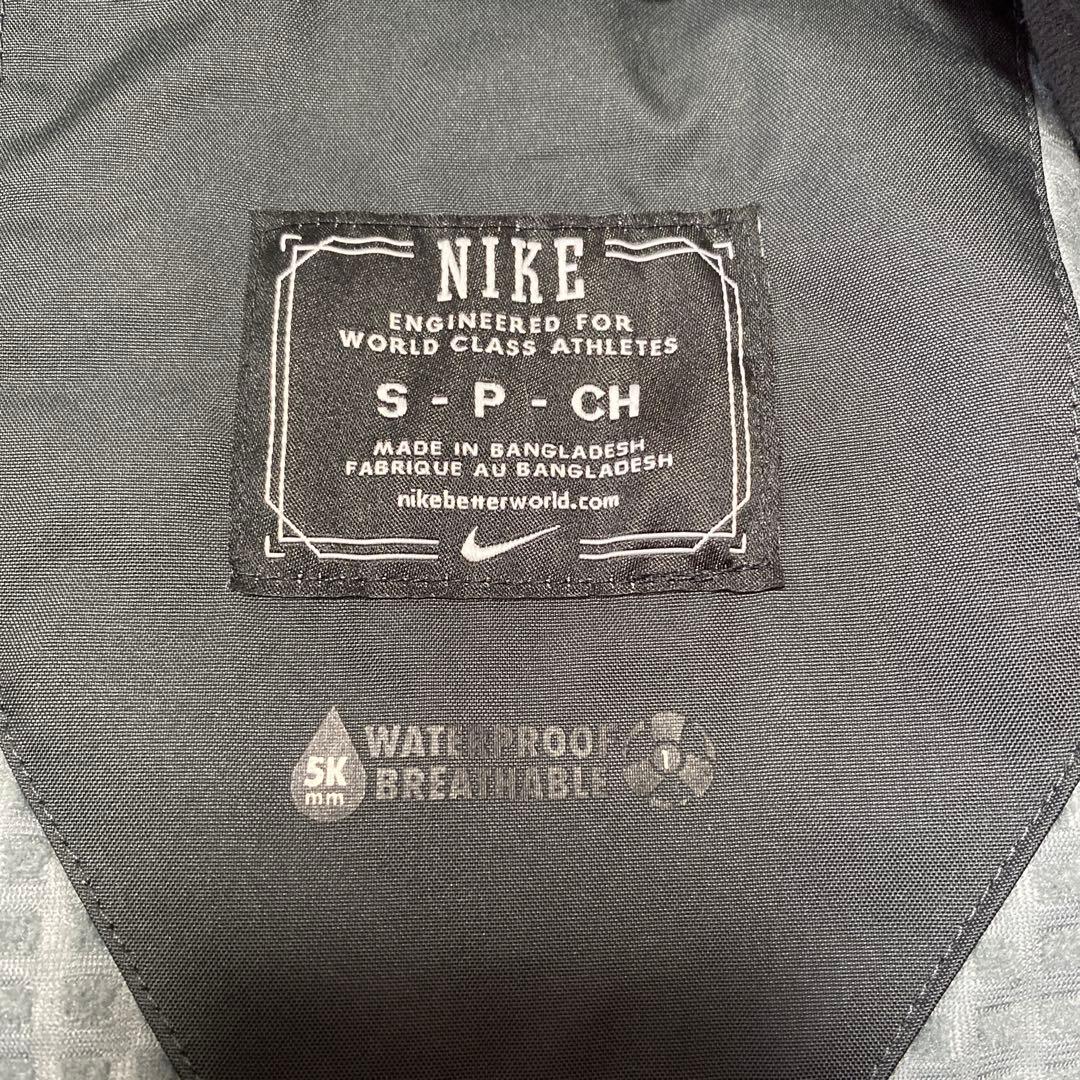 NIKE
ENGINEERED FOR
WORLD CLASS ATHLETES
S - P - CH
MADE IN BANGLADESH
FABRIQUE AU BANGLADESH
nikebetterworld.com
5K
mm
WATERPROOF
BREATHABLE
1